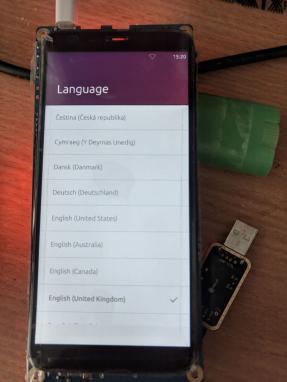 15:20
Language
Čeština (Česká republika)
Cymraeg (Y Deyrnas Unedig)
Dansk (Danmark)
Deutsch (Deutschland)
English (United States)
English (Australia)
English (Canada)
English (United Kingdom)